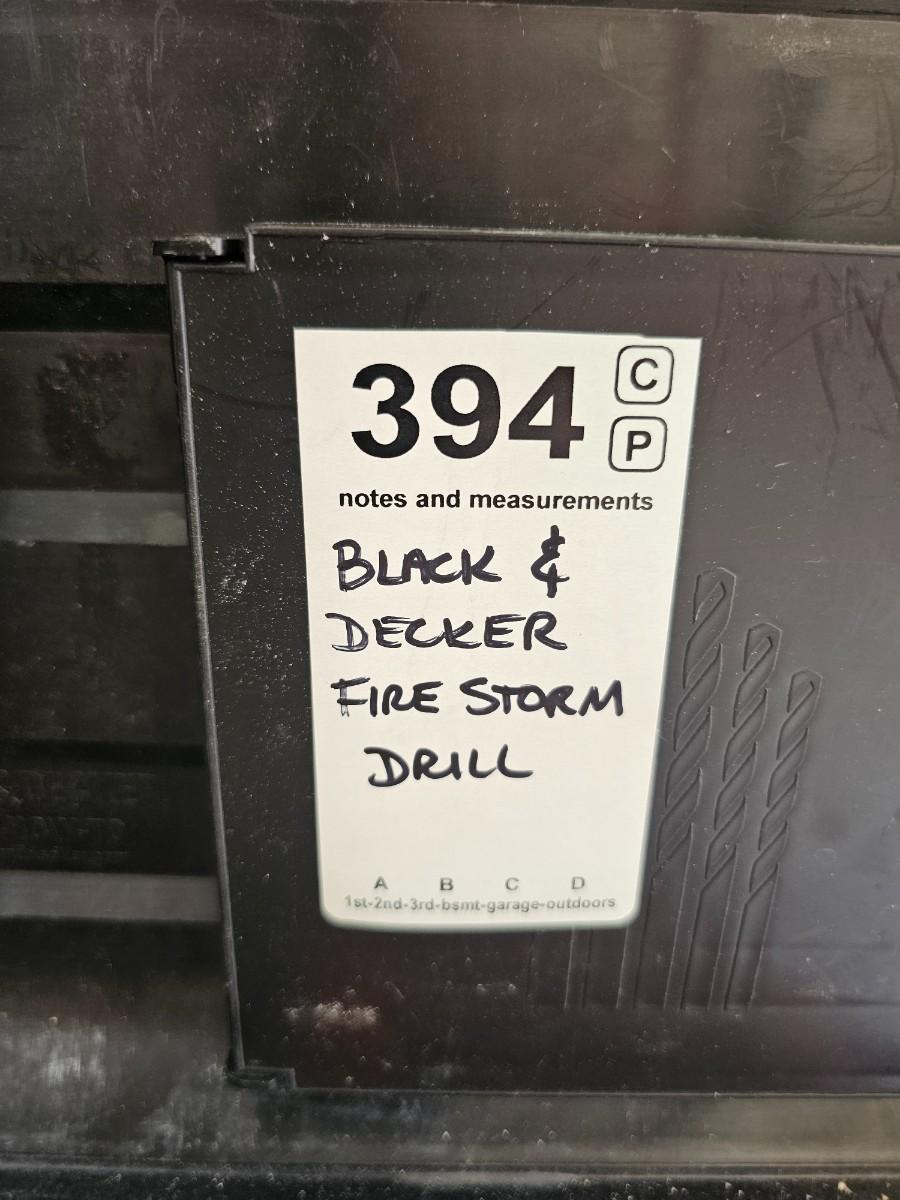 394 C
P
notes and measurements
BLACK &
DECKER
FIRE STORM
DRILL
A B C D
1st-2nd-3rd-bsmt-garage-outdoors